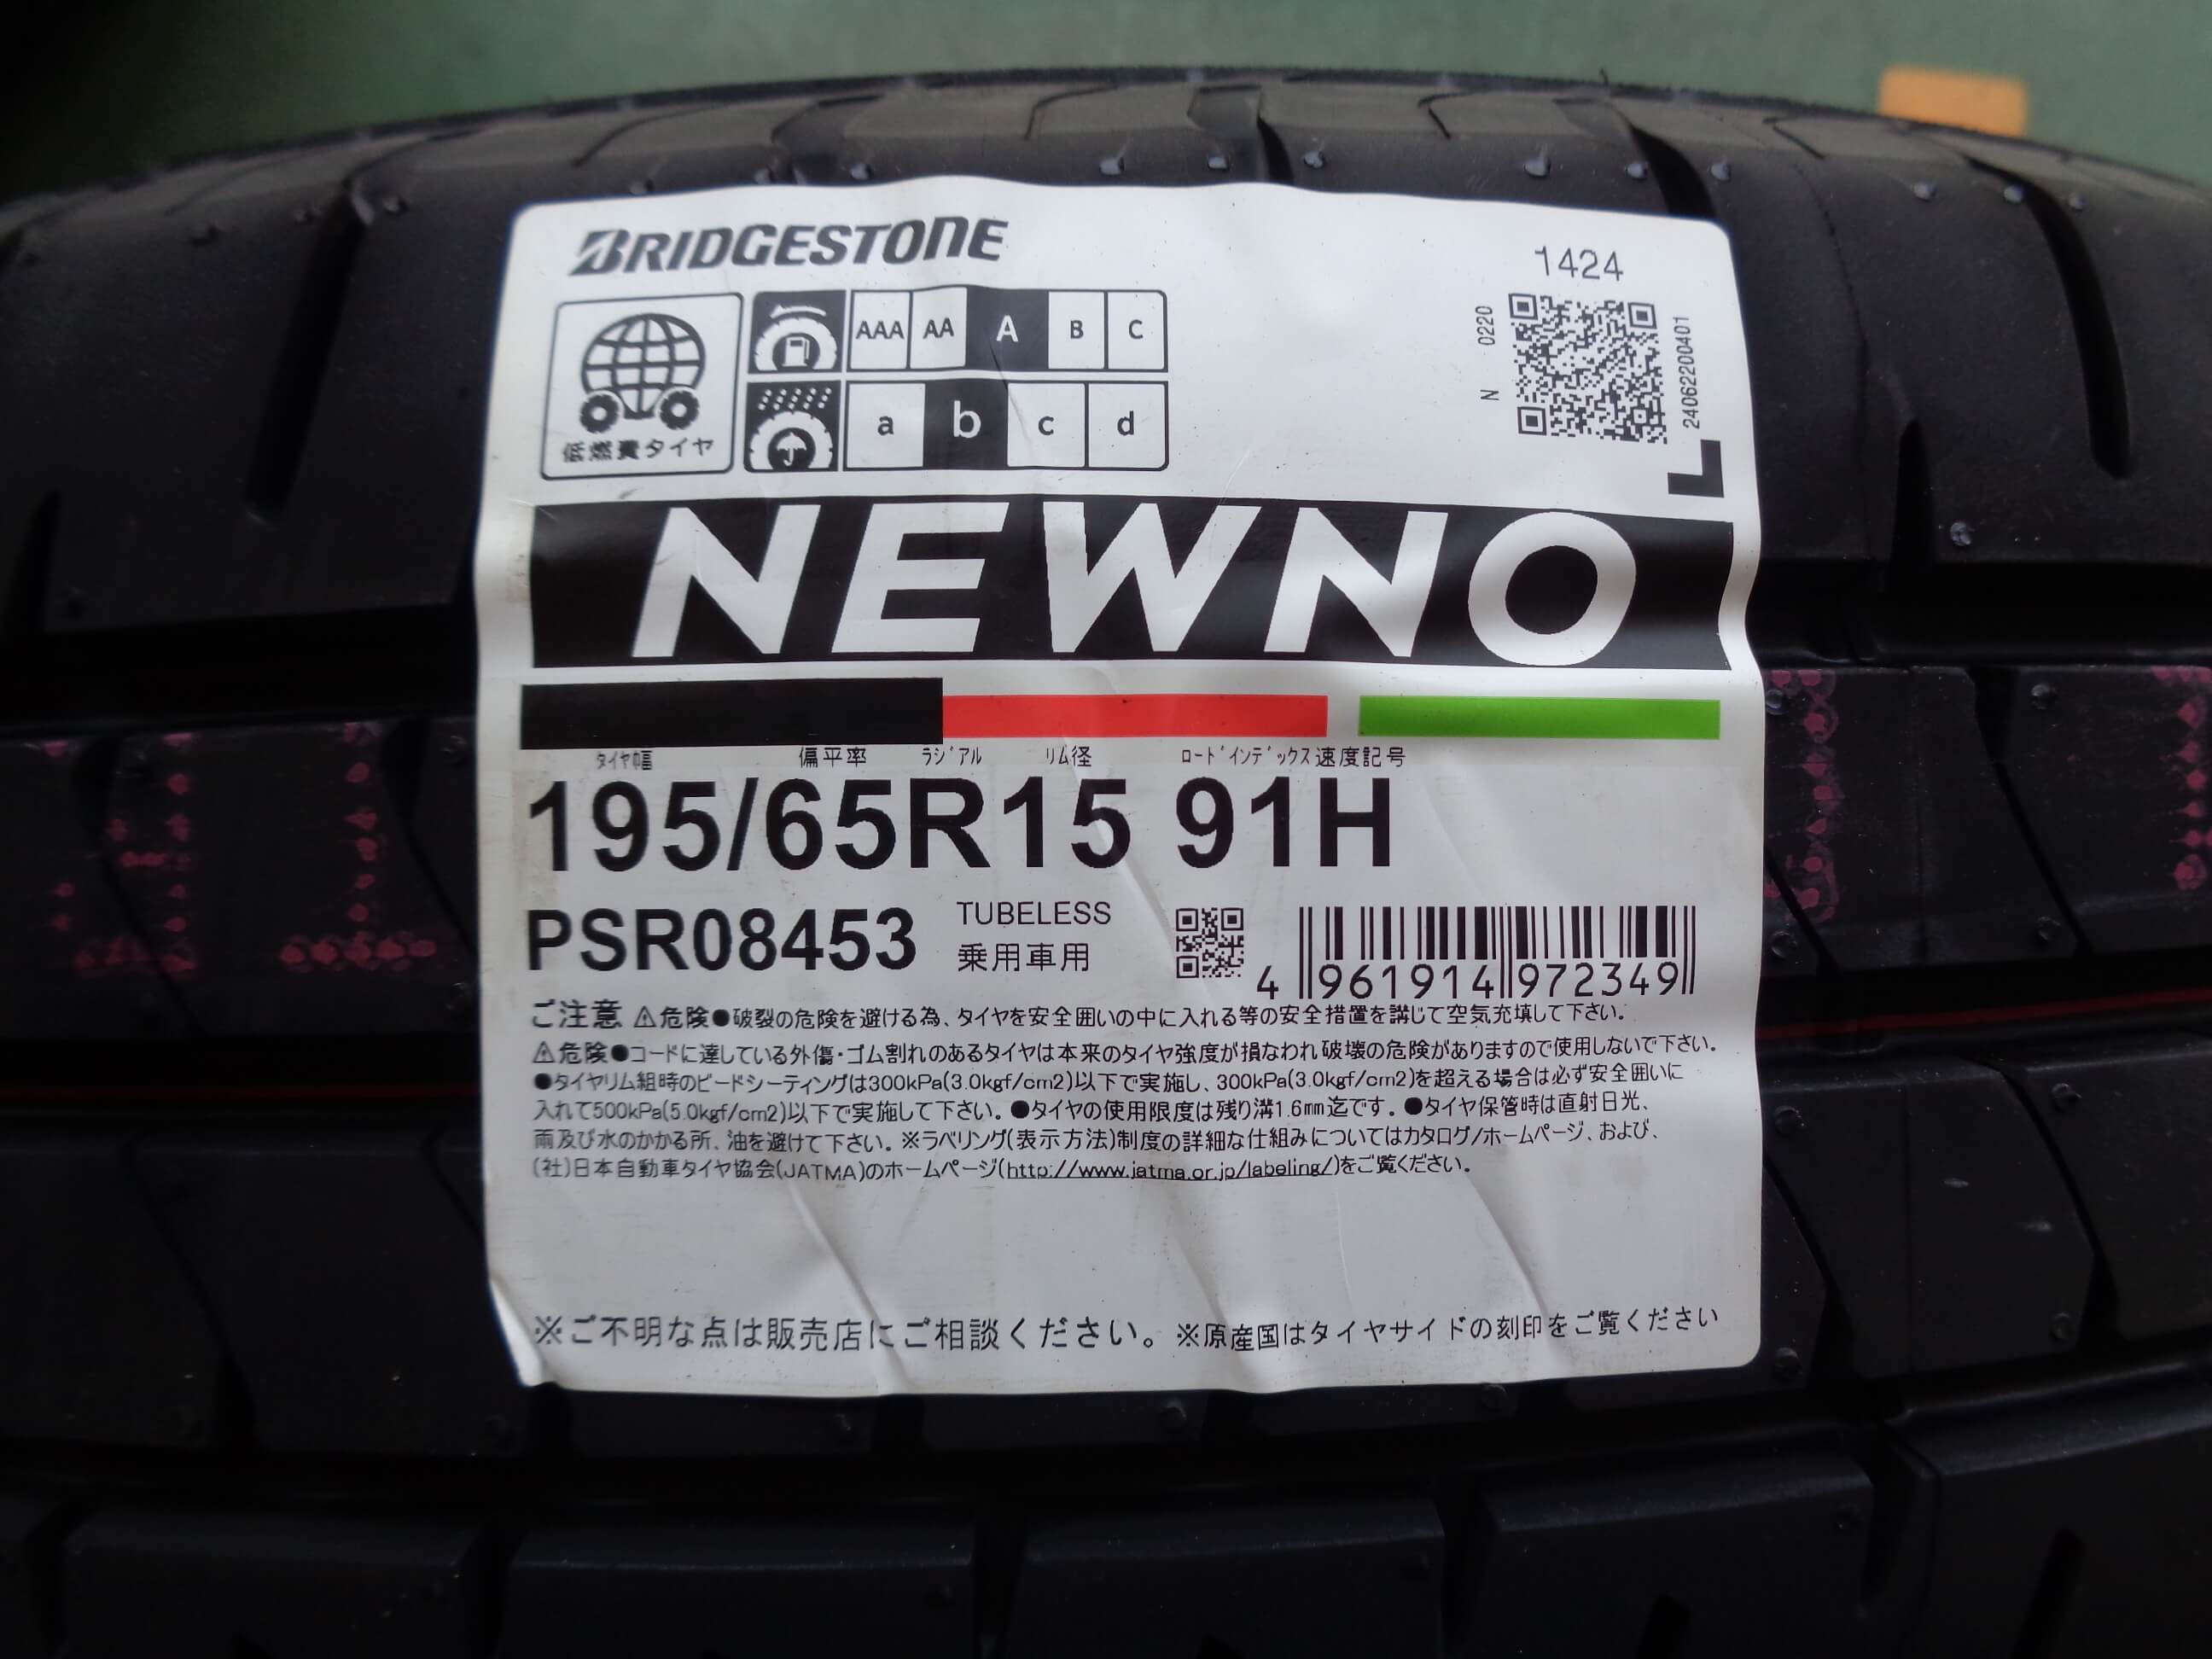 BRIDGESTONE
1424
AAA AA A B C
a b c d
低燃費タイヤ
N 0220
240622００401
L
NEWNO
タイヤ巾幅 偏平率 ラジアル リム径 ロードインデックス 速度記号
195/65R15 91H
PSR08453 TUBELESS
乗用車用
4 961914 972349
ご注意 ⚠危険●破裂の危険を避ける為、タイヤを安全囲いの中に入れる等の安全措置を講じて空気充填して下さい。
⚠危険●コードに達している外傷・ゴム割れのあるタイヤは本来のタイヤ強度が損なわれ破壊の危険がありますので使用しないで下さい。
●タイヤリム組時のビードシーティングは300kPa(3.0kgf/cm2)以下で実施し、300kPa(3.0kgf/cm2)を超える場合は必ず安全囲いに
入れて500kPa(5.0kgf/cm2)以下で実施して下さい。●タイヤの使用限度は残り溝1.6mm迄です。●タイヤ保管時は直射日光、
雨及び水のかかる所、油を避けて下さい。※ラベリング(表示方法)制度の詳細な仕組みについてはカタログ/ホームページ、および、
(社)日本自動車タイヤ協会(JATMA)のホームページ(http://www.jatma.or.jp/labeling/)をご覧ください。
※ご不明な点は販売店にご相談ください。※原産国はタイヤサイドの刻印をご覧ください